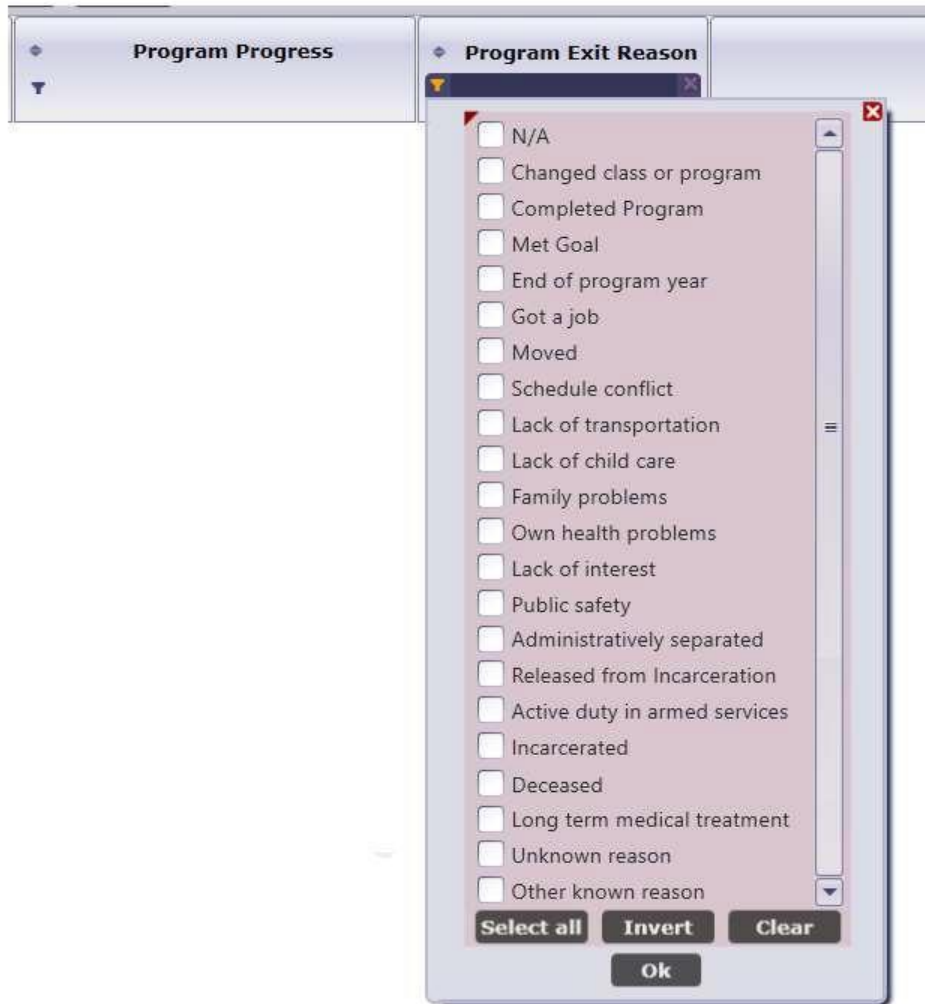 Program Progress
Program Exit Reason
N/A
Changed class or program
Completed Program
Met Goal
End of program year
Got a job
Moved
Schedule conflict
Lack of transportation
Lack of child care
Family problems
Own health problems
Lack of interest
Public safety
Administratively separated
Released from Incarceration
Active duty in armed services
Incarcerated
Deceased
Long term medical treatment
Unknown reason
Other known reason
Select all Invert Clear
Ok